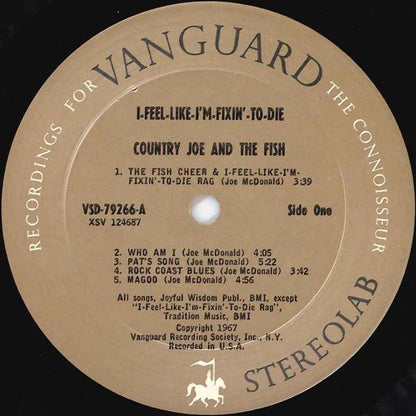 RECORDINGS FOR VANGUARD THE CONNOISSEUR
I-FEEL-LIKE-I'M-FIXIN'-TO-DIE
COUNTRY JOE AND THE FISH
1. THE FISH CHEER & I-FEEL-LIKE-I'M-
FIXIN'-TO-DIE RAG (Joe McDonald) 3:39
VSD-79266-A Side One
XSV 124687
2. WHO AM I (Joe McDonald) 4:05
3. PAT'S SONG (Joe McDonald) 5:22
4. ROCK COAST BLUES (Joe McDonald) 3:42
5. MAGOO (Joe McDonald) 4:56
All songs, Joyful Wisdom Publ., BMI, except
"I-Feel-Like-I'm-Fixin'-To-Die Rag",
Tradition Music, BMI
Copyright 1967
Vanguard Recording Society, Inc., N.Y.
Recorded in U.S.A.
STEREOLAB